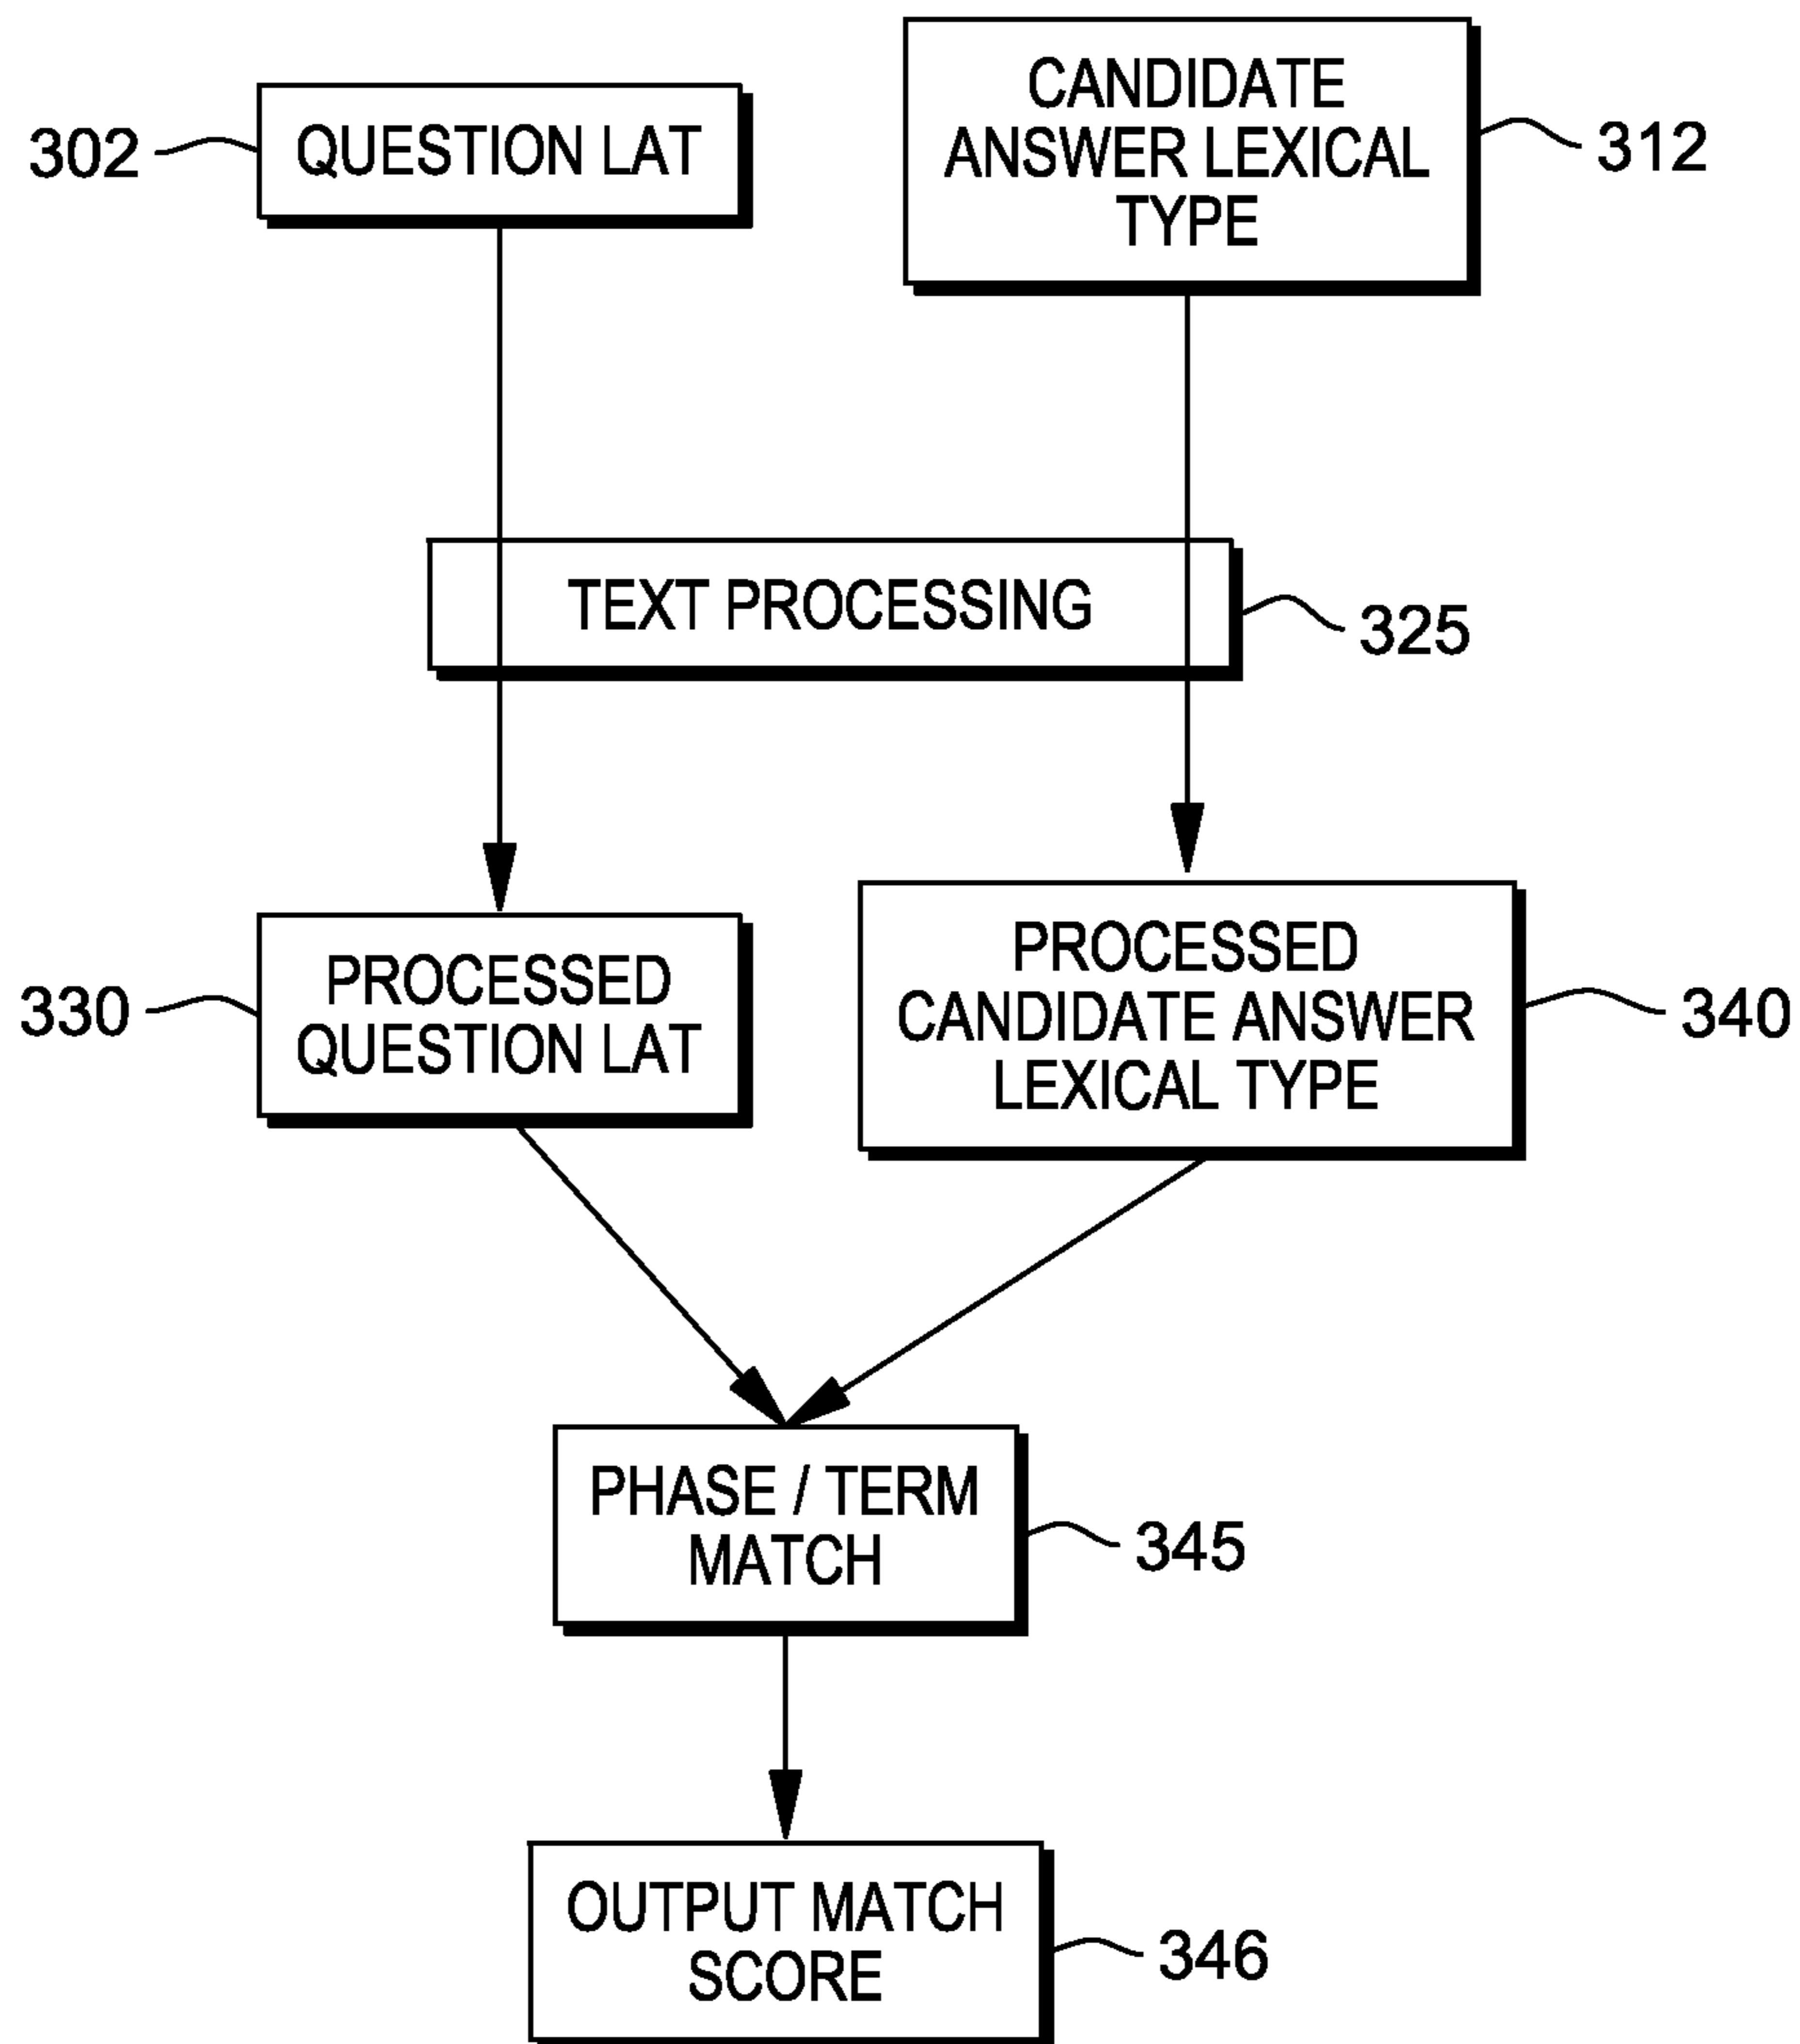 302
QUESTION LAT
CANDIDATE
ANSWER LEXICAL
TYPE
312
TEXT PROCESSING
325
330
PROCESSED
QUESTION LAT
PROCESSED
CANDIDATE ANSWER
LEXICAL TYPE
340
PHASE / TERM
MATCH
345
OUTPUT MATCH
SCORE
346